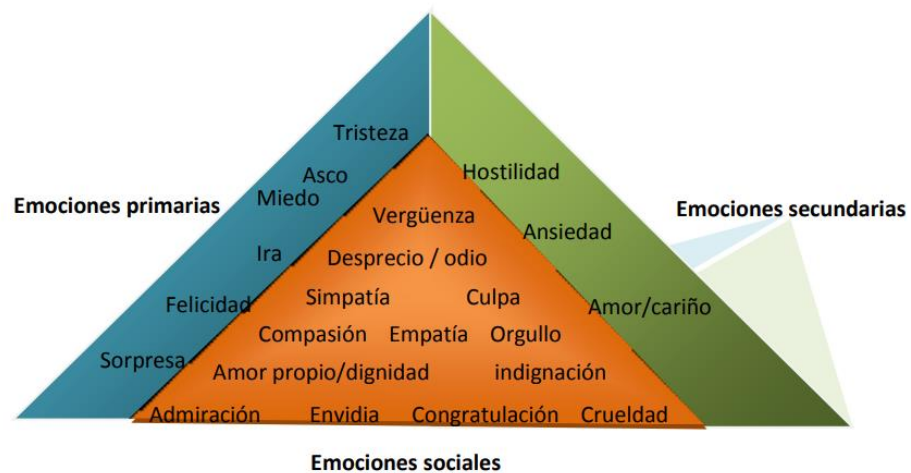 Tristeza
Hostilidad
Asco
Miedo
Emociones primarias
Vergüenza
Emociones secundarias
Ansiedad
Ira
Desprecio / odio
Felicidad
Simpatía
Culpa
Amor/cariño
Compasión
Empatía
Orgullo
Sorpresa
Amor propio/dignidad
indignación
Admiración
Envidia
Congratulación
Crueldad
Emociones sociales